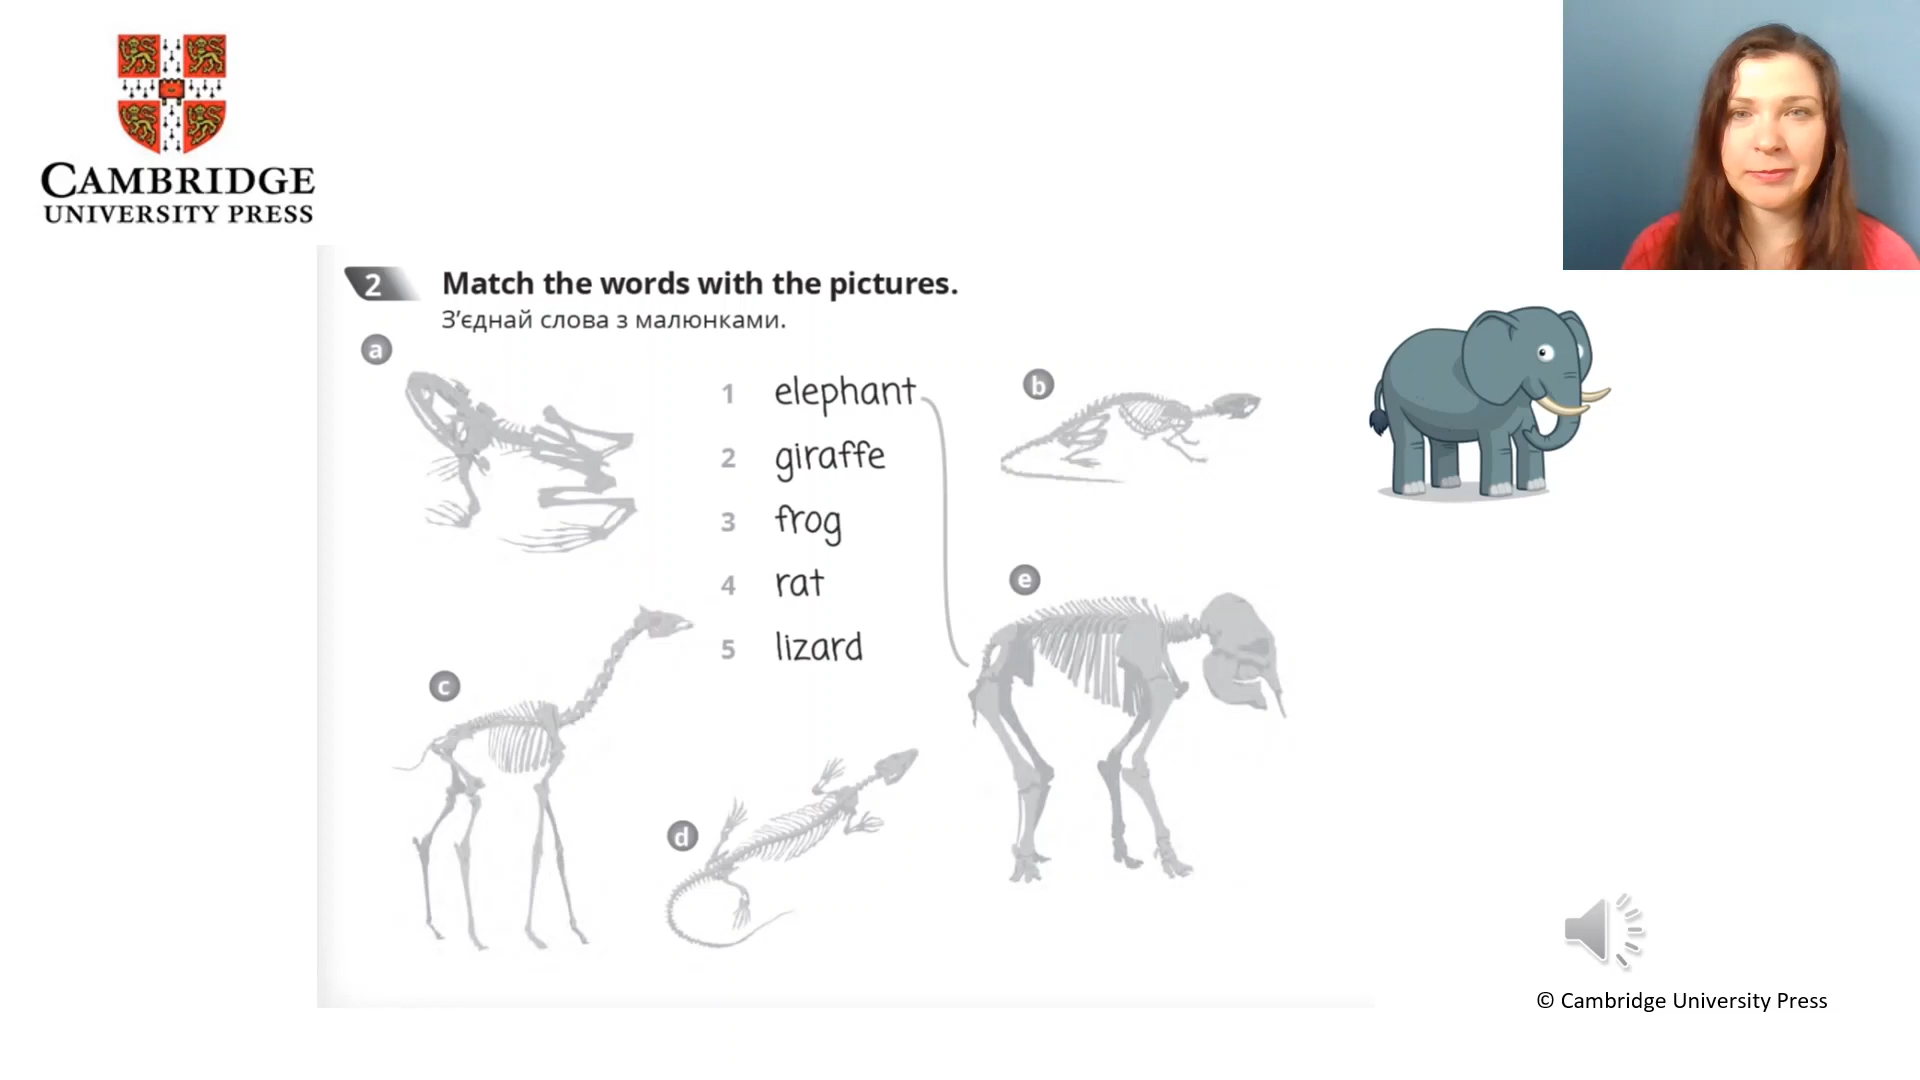 CAMBRIDGE
UNIVERSITY PRESS
2 Match the words with the pictures.
З’єднай слова з малюнками.
a
b
1 elephant
2 giraffe
3 frog
4 rat
5 lizard
e
c
d
© Cambridge University Press